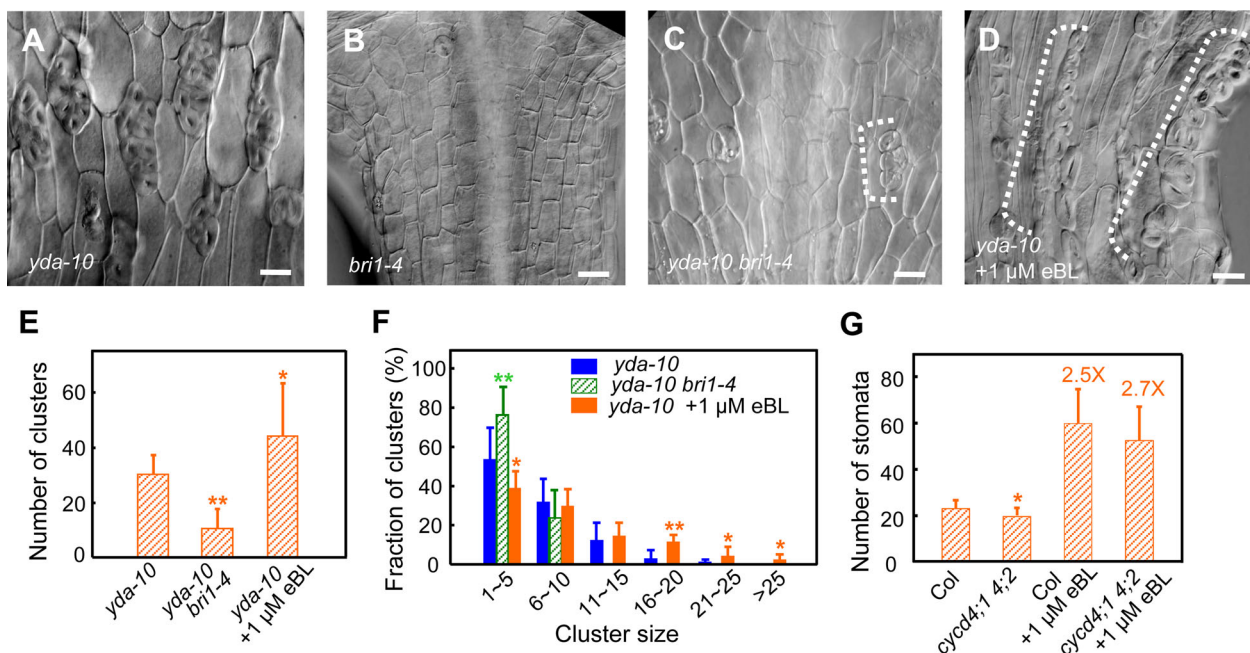 A
yda-10
B
bri1-4
C
yda-10 bri1-4
D
yda-10
+1 µM eBL
E
Number of clusters
60
40
20
0
*
**
yda-10
yda-10
bri1-4
yda-10
+1 µM eBL
F
Fraction of clusters (%)
100
80
60
40
20
0
yda-10
yda-10 bri1-4
yda-10 +1 µM eBL
**
*
**
*
*
1~5
6~10
11~15
16~20
21~25
>25
Cluster size
G
Number of stomata
80
60
40
20
0
*
2.5X
2.7X
Col
cycd4;1 4;2
Col
+1 µM eBL
cycd4;1 4;2
+1 µM eBL